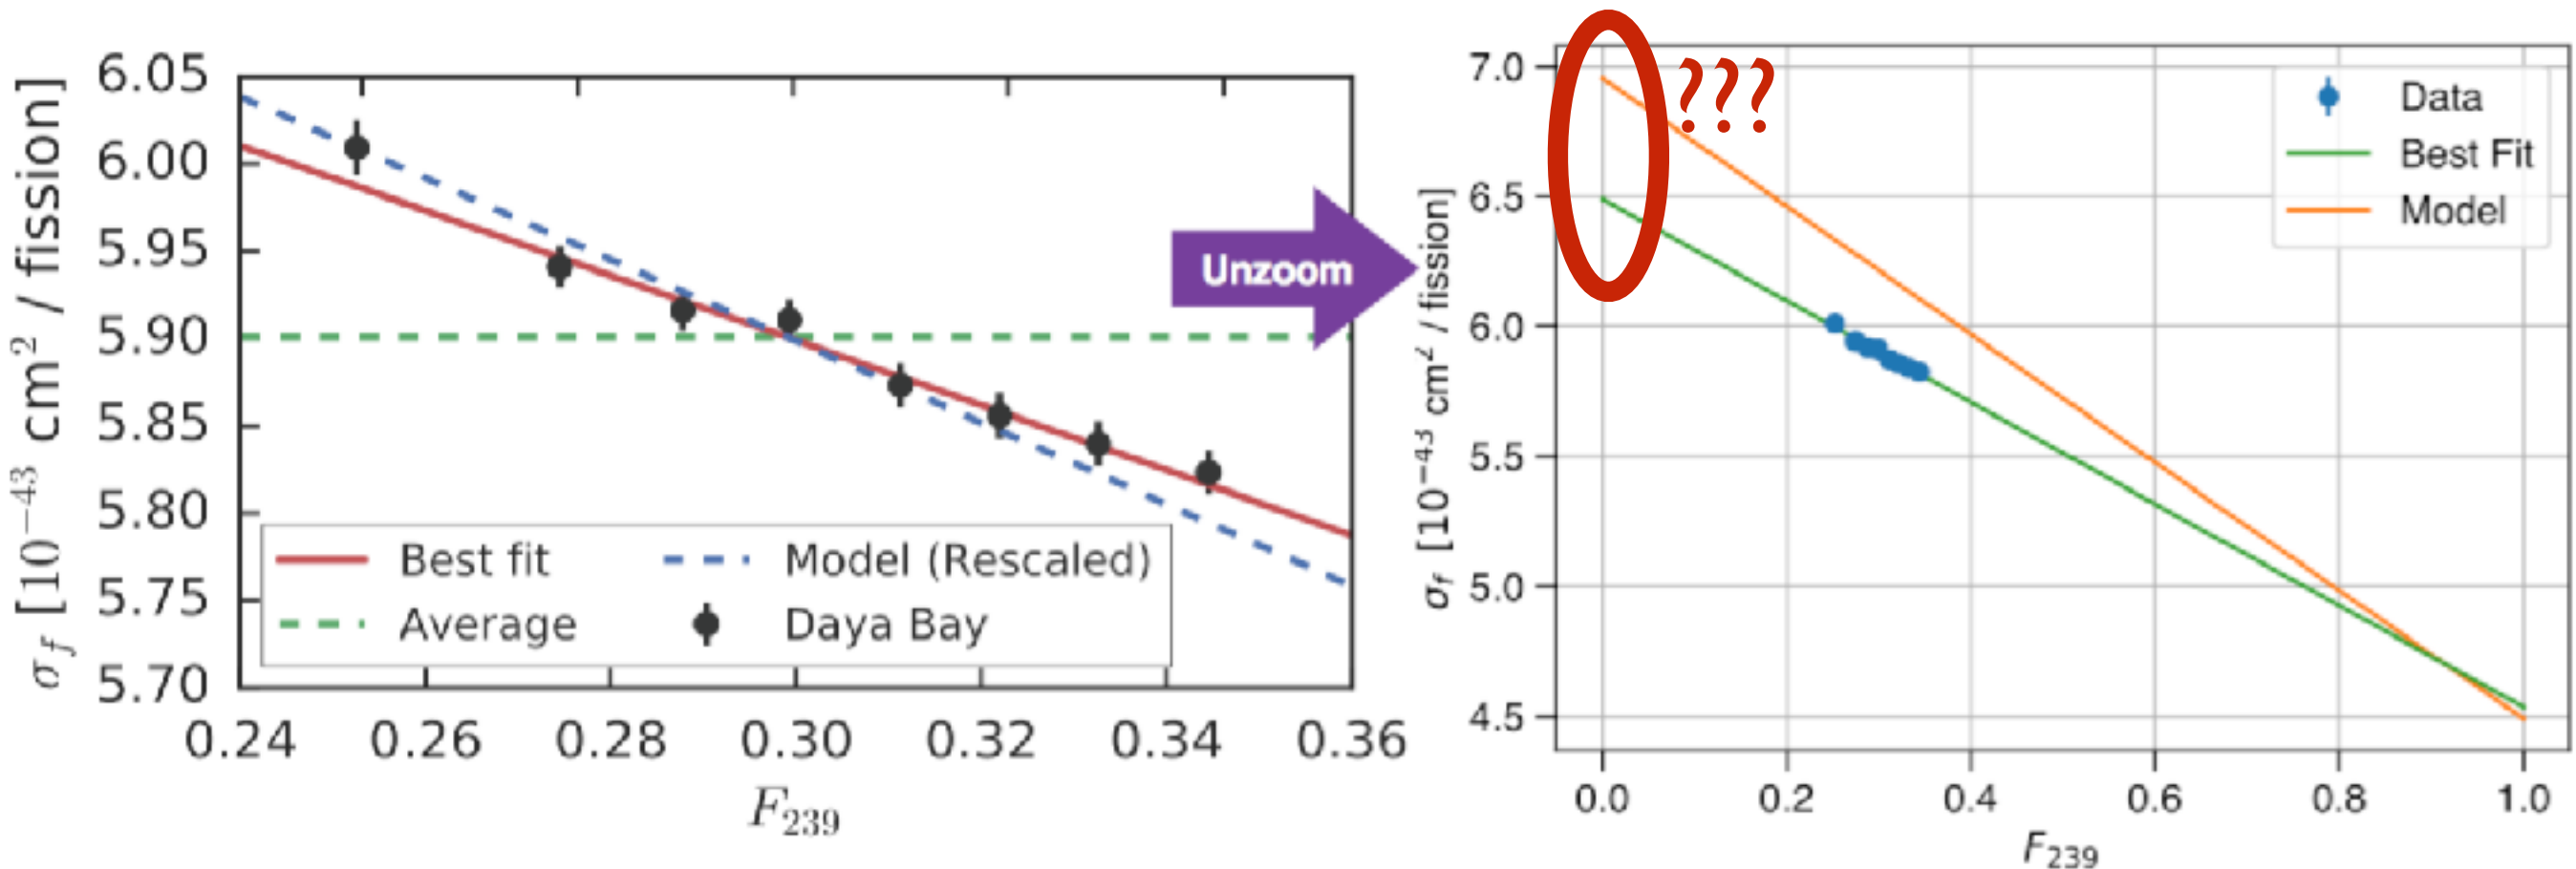 6.05
6.00
5.95
5.90
5.85
5.80
5.75
5.70
σf [10−43 cm2 / fission]
Best fit
Model (Rescaled)
Average
Daya Bay
0.24 0.26 0.28 0.30 0.32 0.34 0.36
F239
Unzoom
???
7.0
6.5
6.0
5.5
5.0
4.5
σf [10−43 cm2 / fission]
Data
Best Fit
Model
0.0 0.2 0.4 0.6 0.8 1.0
F239